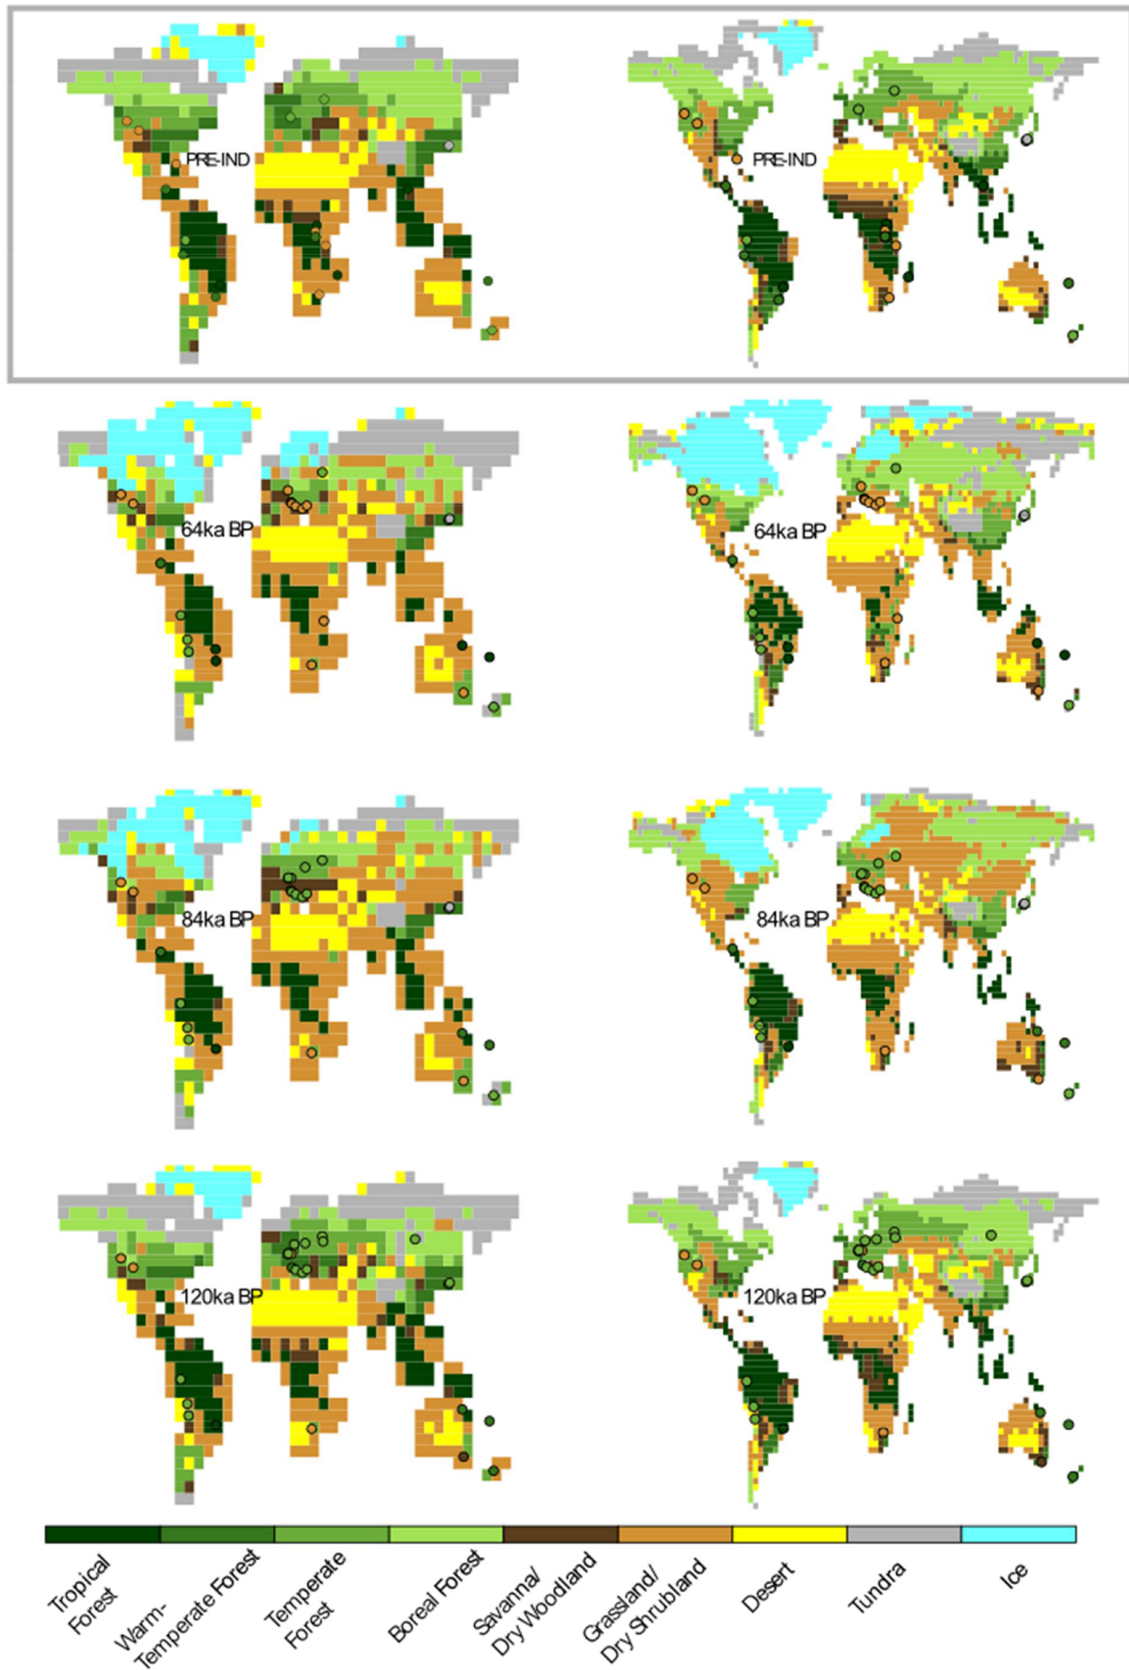 PRE-IND
PRE-IND
64ka BP
64ka BP
84ka BP
84ka BP
120ka BP
120ka BP
Tropical
Forest
Warm-
Temperate Forest
Temperate
Forest
Boreal Forest
Savanna/
Dry Woodland
Grassland/
Dry Shrubland
Desert
Tundra
Ice